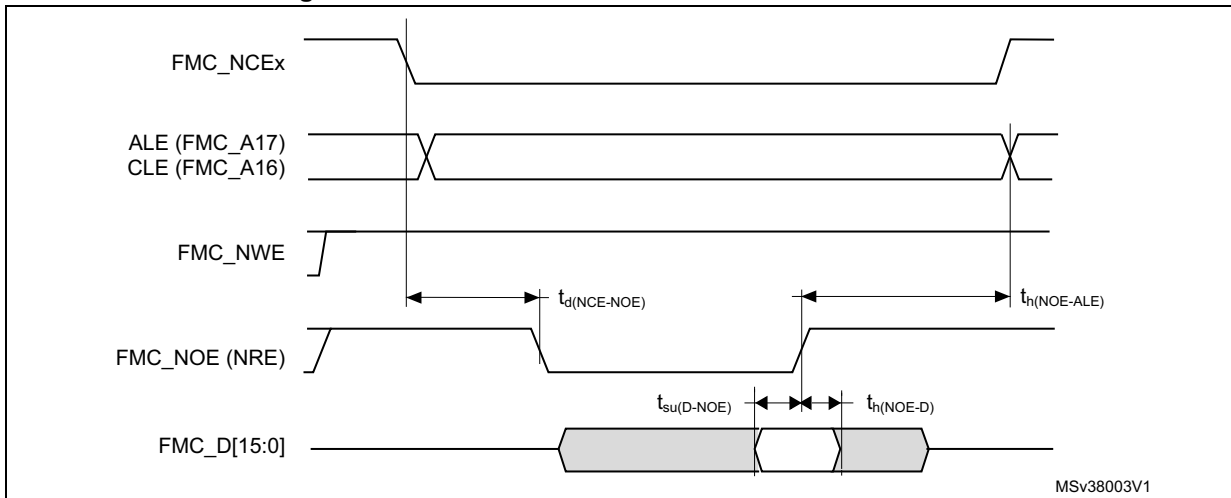 FMC_NCEx
ALE (FMC_A17)
CLE (FMC_A16)
FMC_NWE
td(NCE-NOE)
th(NOE-ALE)
FMC_NOE (NRE)
tsu(D-NOE)
th(NOE-D)
FMC_D[15:0]
MSv38003V1